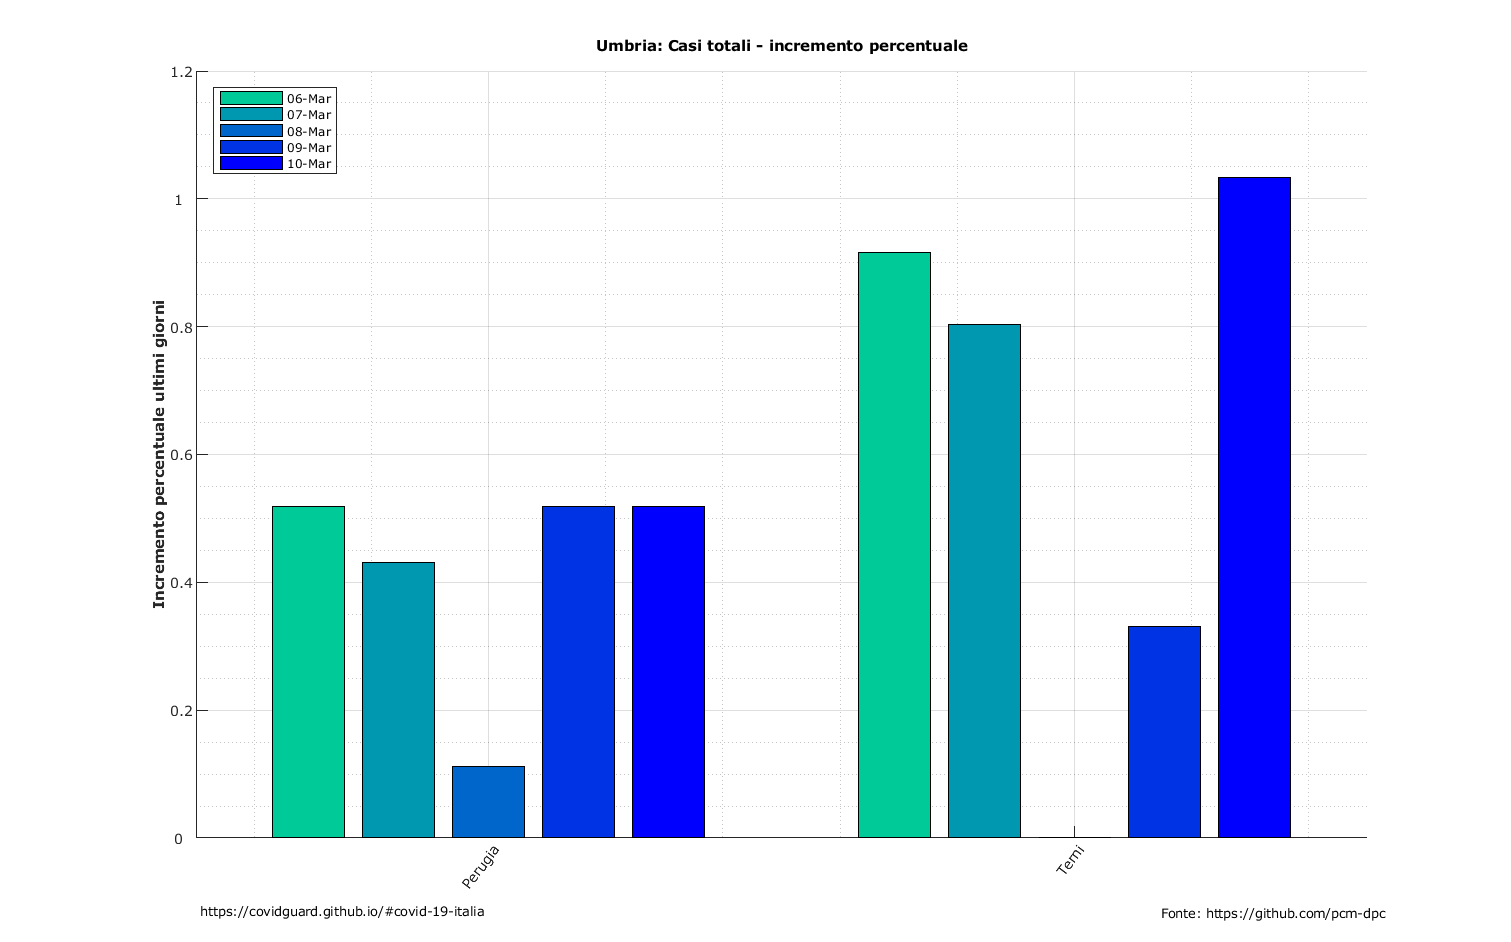 Umbria: Casi totali - incremento percentuale
1.2
1
0.8
0.6
0.4
0.2
0
Incremento percentuale ultimi giorni
06-Mar
07-Mar
08-Mar
09-Mar
10-Mar
Perugia
Terni
https://covidguard.github.io/#covid-19-italia
Fonte: https://github.com/pcm-dpc